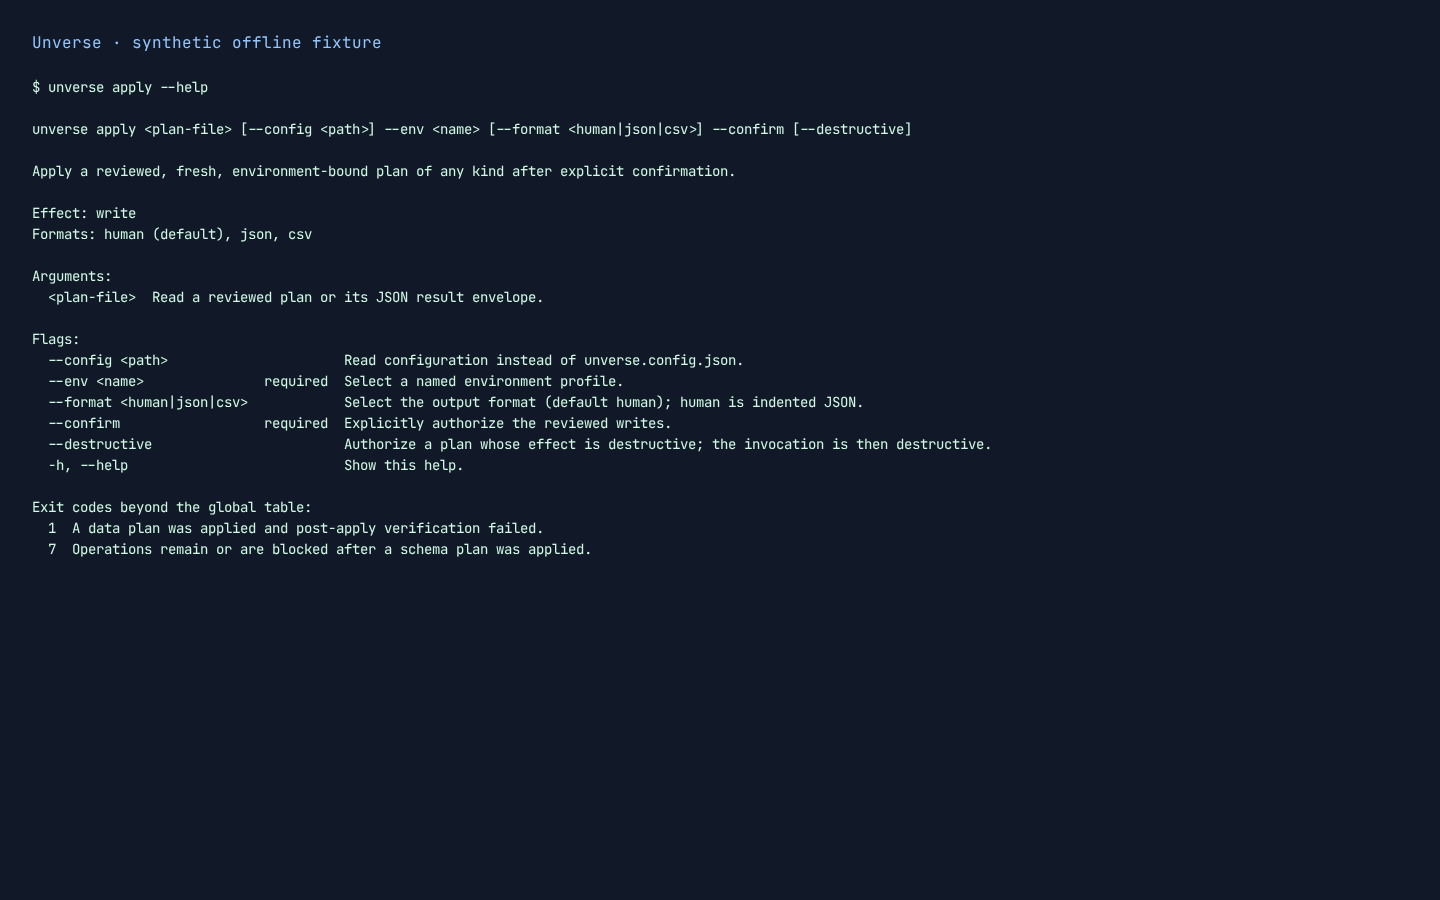 Unverse · synthetic offline fixture
$ unverse apply --help
unverse apply <plan-file> [--config <path>] --env <name> [--format <human|json|csv>] --confirm [--destructive]
Apply a reviewed, fresh, environment-bound plan of any kind after explicit confirmation.
Effect: write
Formats: human (default), json, csv
Arguments:
  <plan-file>  Read a reviewed plan or its JSON result envelope.
Flags:
  --config <path>                      Read configuration instead of unverse.config.json.
  --env <name>               required  Select a named environment profile.
  --format <human|json|csv>            Select the output format (default human); human is indented JSON.
  --confirm                  required  Explicitly authorize the reviewed writes.
  --destructive                        Authorize a plan whose effect is destructive; the invocation is then destructive.
  -h, --help                           Show this help.
Exit codes beyond the global table:
  1  A data plan was applied and post-apply verification failed.
  7  Operations remain or are blocked after a schema plan was applied.